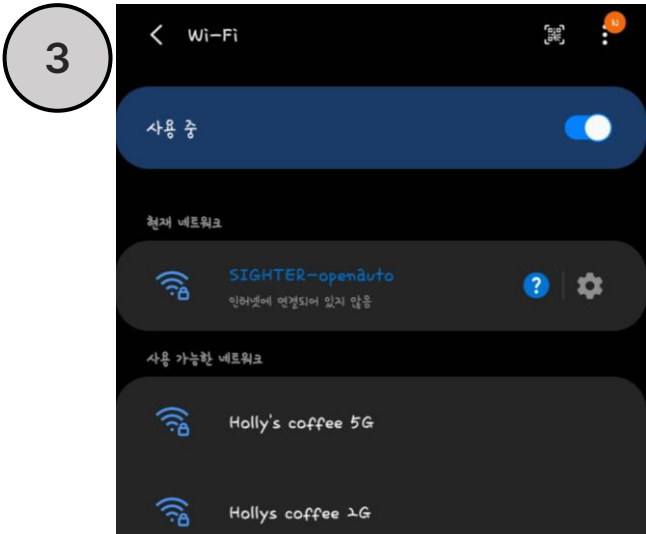 3
Wi-Fi
N
사용 중
현재 네트워크
SIGHTER-openauto
인터넷에 연결되어 있지 않음
?
사용 가능한 네트워크
Holly's coffee 5G
Hollys coffee 2G